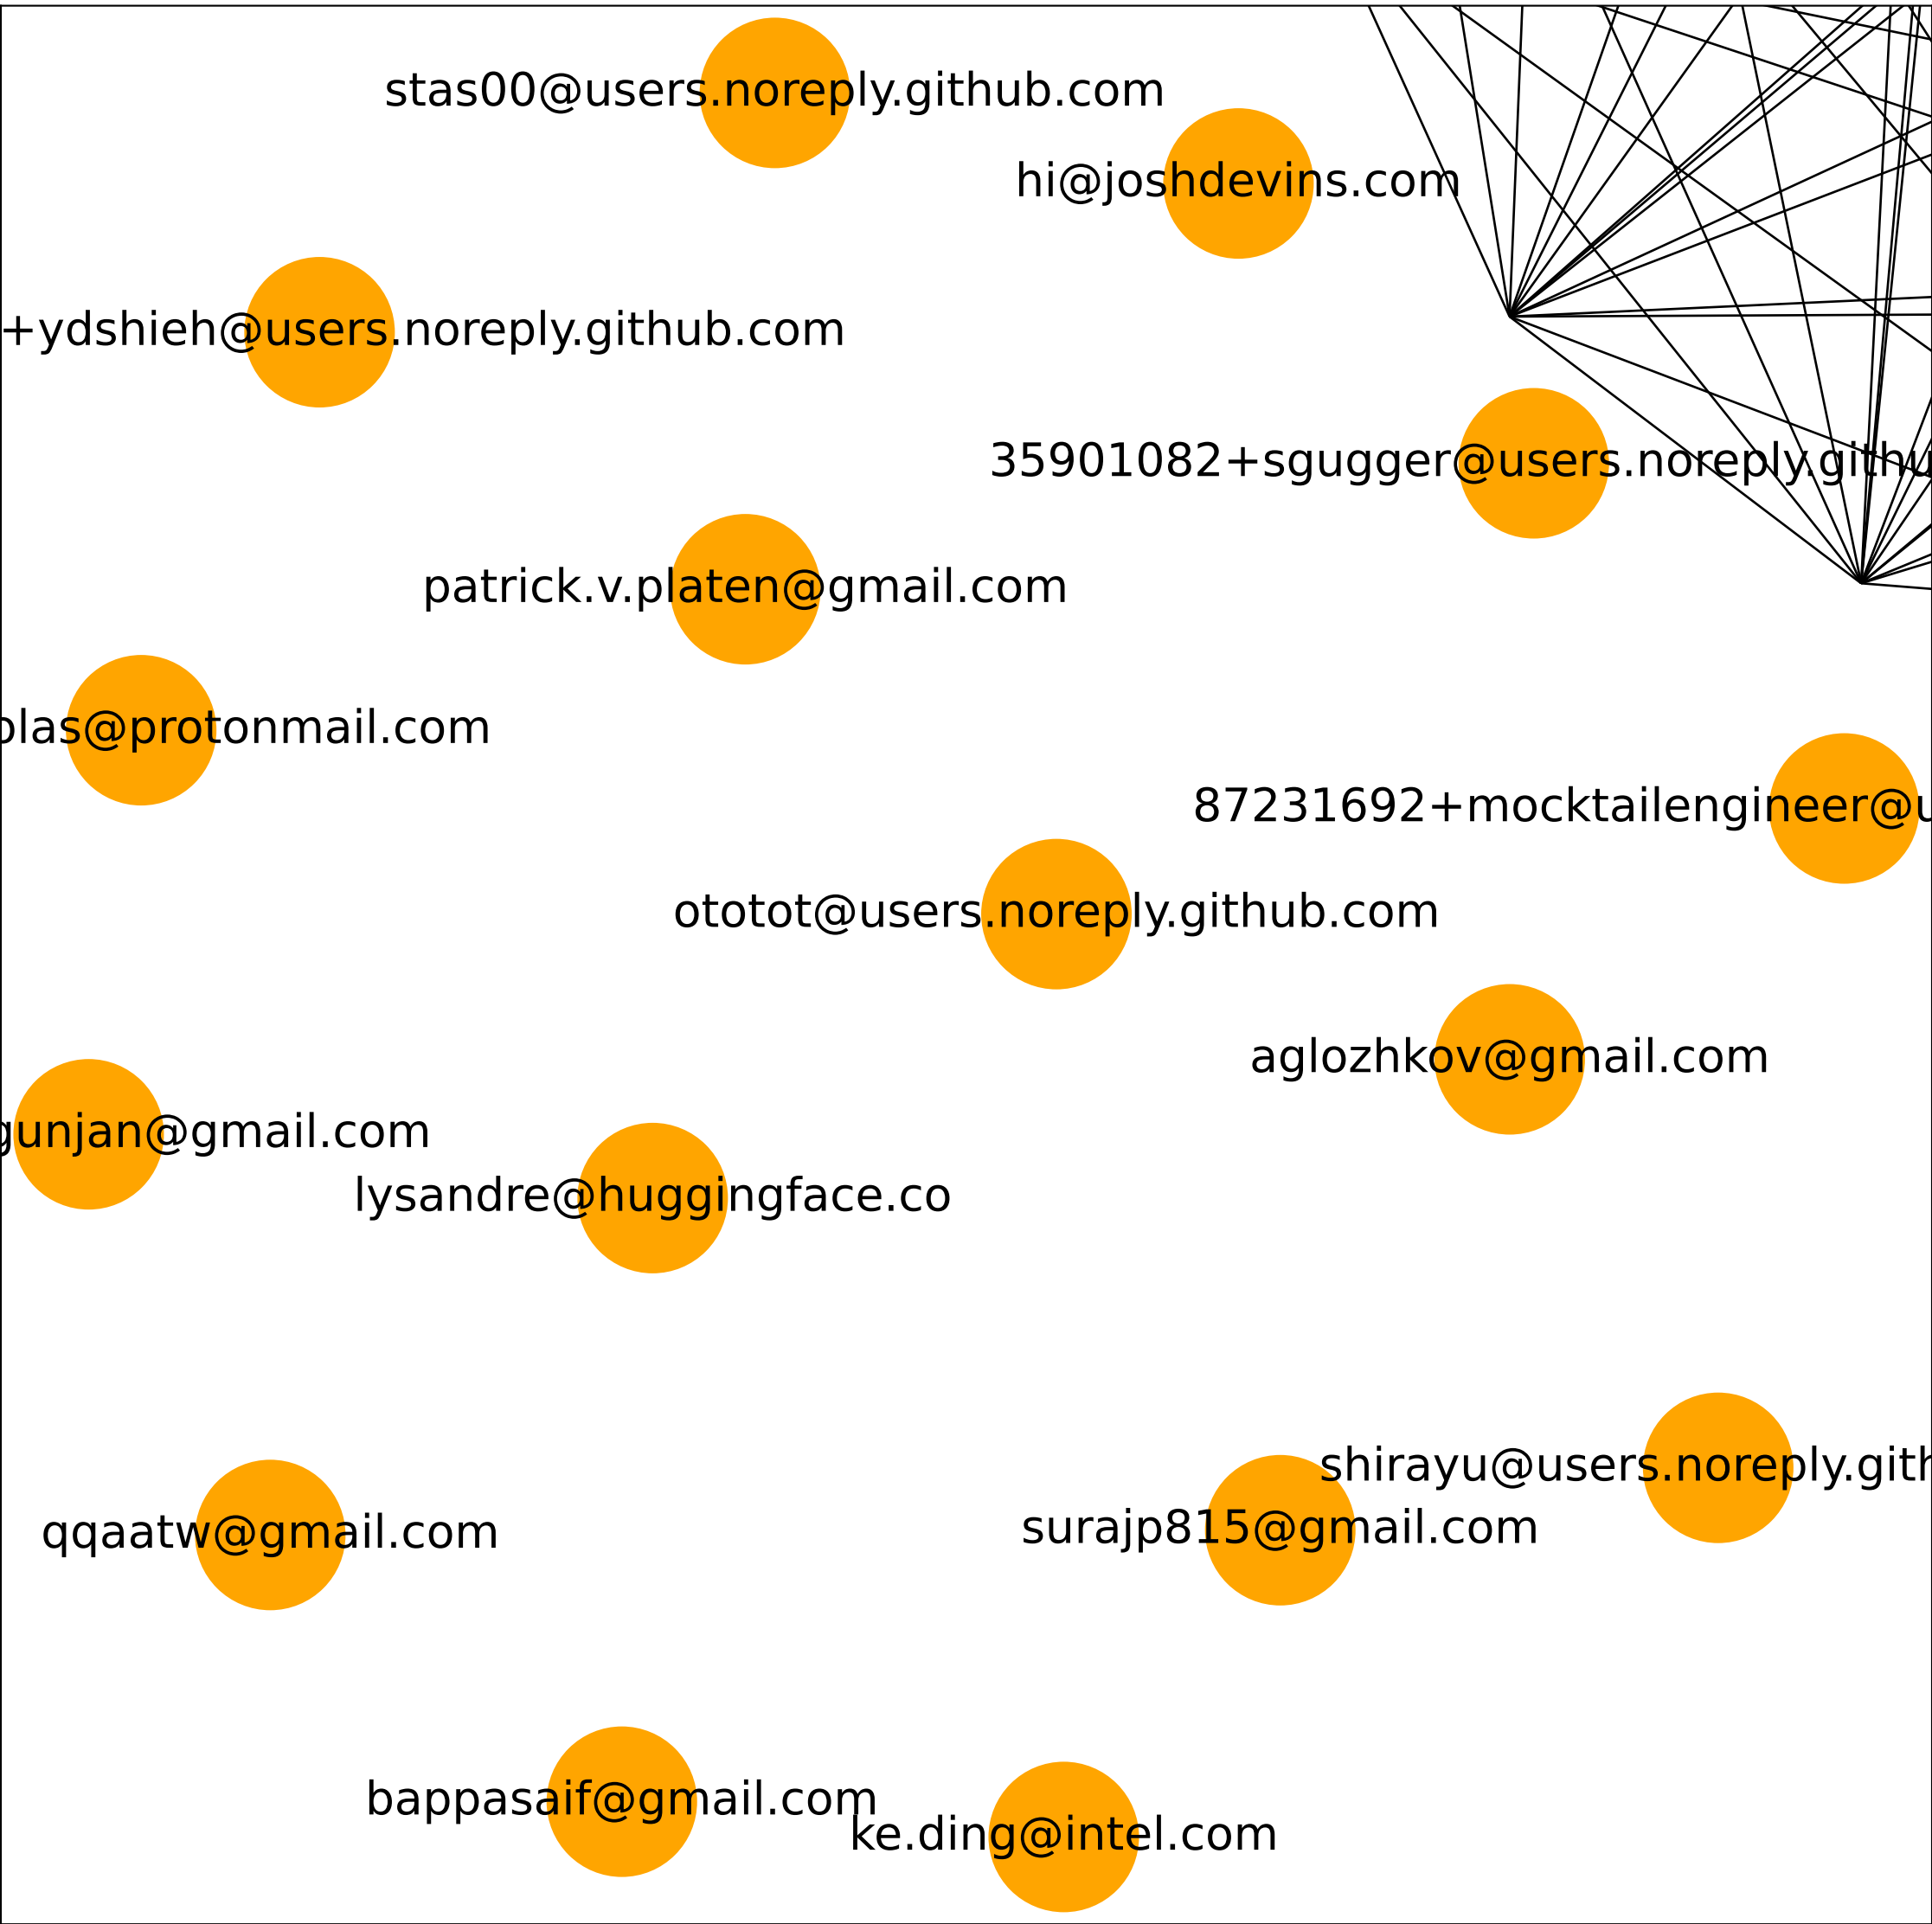 stas00@users.noreply.github.com
hi@joshdevins.com
+ydshieh@users.noreply.github.com
35901082+sgugger@users.noreply.githu
patrick.v.platen@gmail.com
olas@protonmail.com
87231692+mocktailengineer@u
ototot@users.noreply.github.com
aglozhkov@gmail.com
gunjan@gmail.com
lysandre@huggingface.co
shirayu@users.noreply.gith
surajp815@gmail.com
qqaatw@gmail.com
bappasaif@gmail.com
ke.ding@intel.com